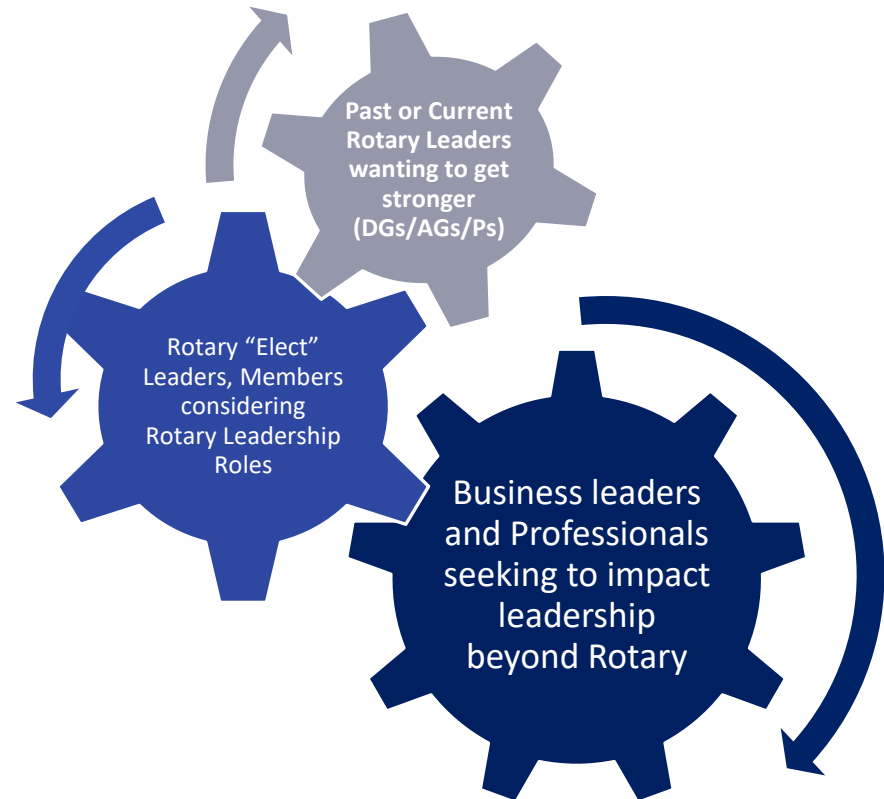 Past or Current
Rotary Leaders
wanting to get
stronger
(DGs/AGs/Ps)
Rotary “Elect”
Leaders, Members
considering
Rotary Leadership
Roles
Business leaders
and Professionals
seeking to impact
leadership
beyond Rotary